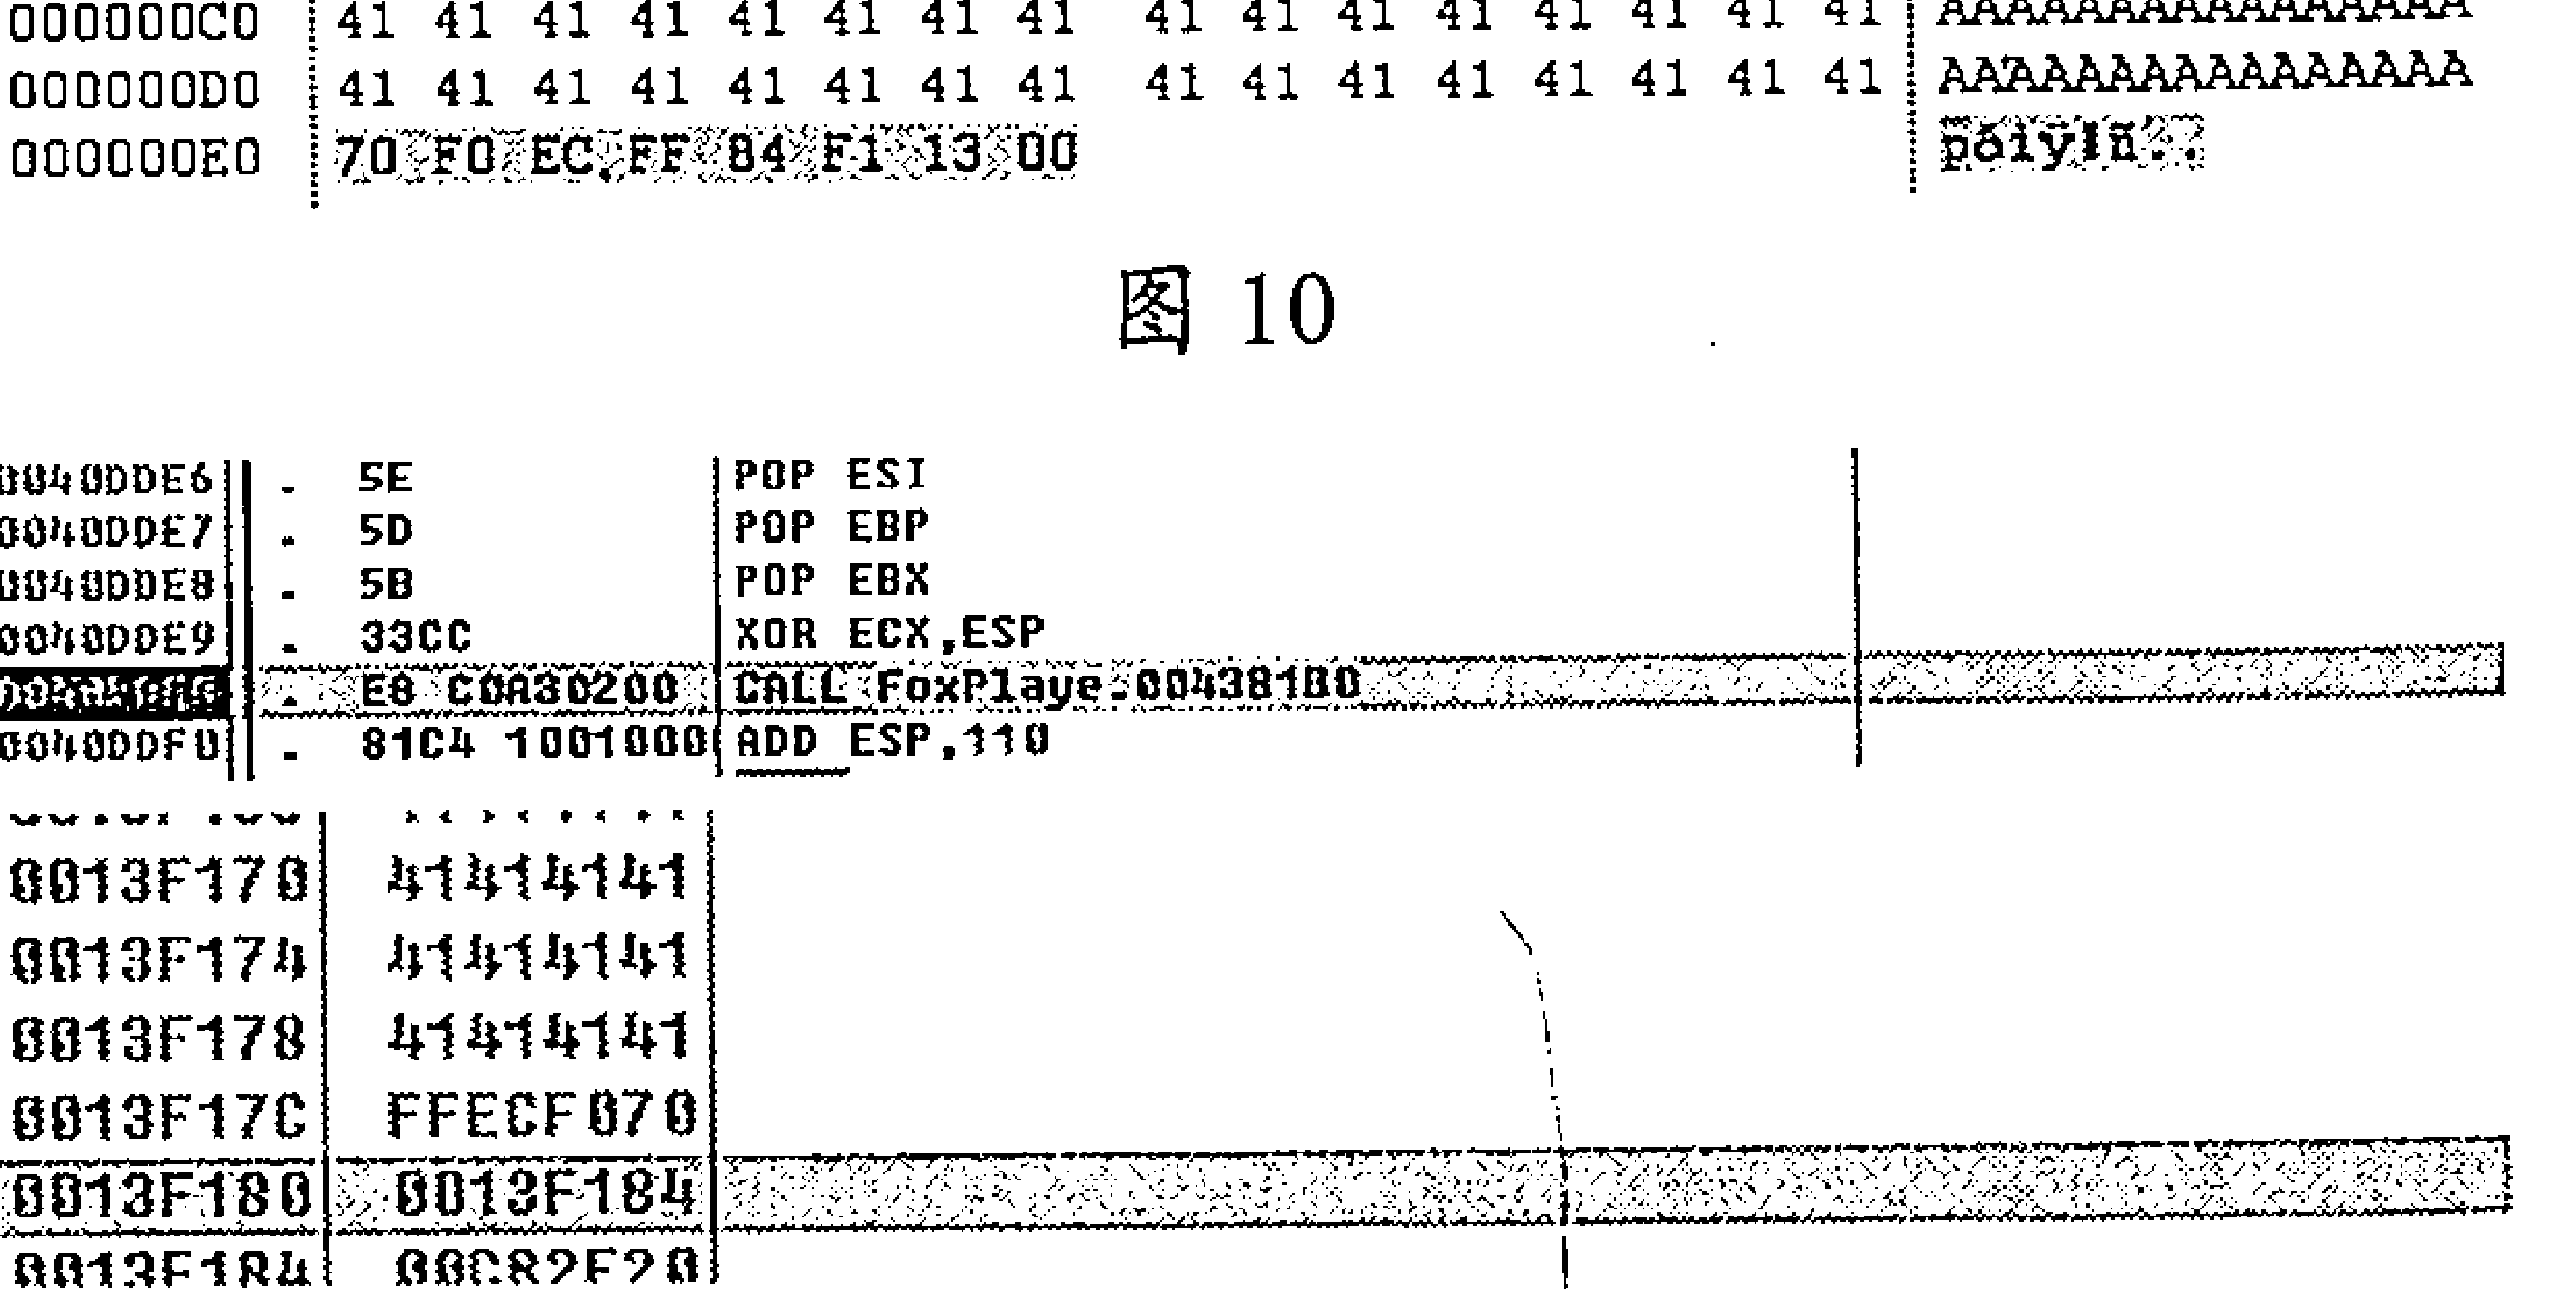 000000C0 41 41 41 41 41 41 41 41 41 41 41 41 41 41 41 41 AAAAAAAAAAAAAAAA
000000D0 41 41 41 41 41 41 41 41 41 41 41 41 41 41 41 41 AAAAAAAAAAAAAAAA
000000E0 70 F0 EC FF 84 F1 13 00
图 10
0040DDE6 . 5E POP ESI
0040DDE7 . 5D POP EBP
0040DDE8 . 5B POP EBX
0040DDE9 . 33CC XOR ECX,ESP
. E8 C0A30200 CALL FoxPlaye.004381B0
0040DDF0 . 81C4 1001000 ADD ESP,110
0013F170 41414141
0013F174 41414141
0013F178 41414141
0013F17C FFECF070
0013F180 0013F184
0013F184 00C82F20